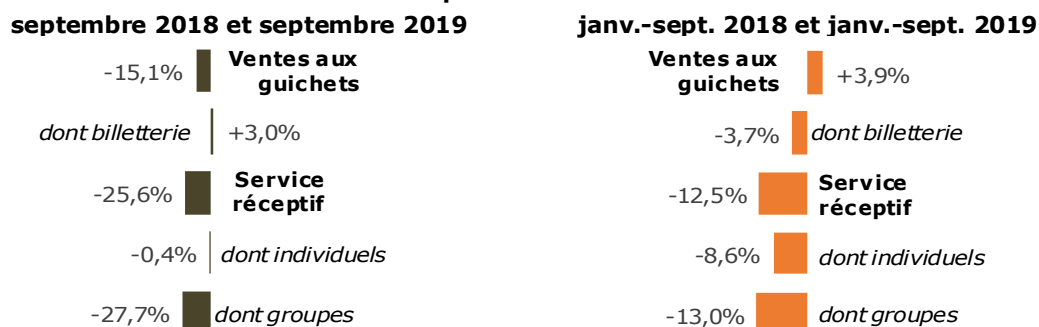 septembre 2018 et septembre 2019
-15,1%
Ventes aux
guichets
dont billetterie
+3,0%
-25,6%
Service
réceptif
-0,4%
dont individuels
-27,7%
dont groupes
janv.-sept. 2018 et janv.-sept. 2019
Ventes aux
guichets
+3,9%
-3,7%
dont billetterie
-12,5%
Service
réceptif
-8,6%
dont individuels
-13,0%
dont groupes